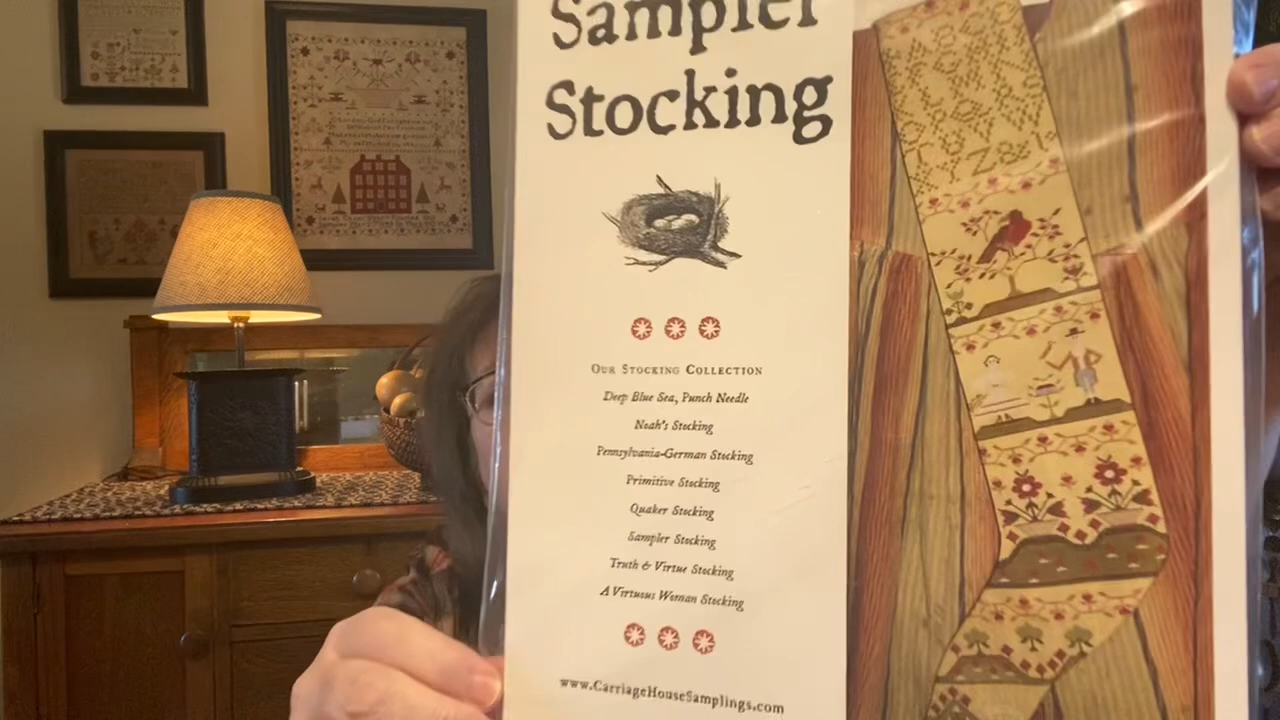 Sampler
Stocking
Our Stocking Collection
Deep Blue Sea, Punch Needle
Noah's Stocking
Pennsylvania-German Stocking
Primitive Stocking
Quaker Stocking
Sampler Stocking
Truth & Virtue Stocking
A Virtuous Woman Stocking
www.CarriageHouseSamplings.com